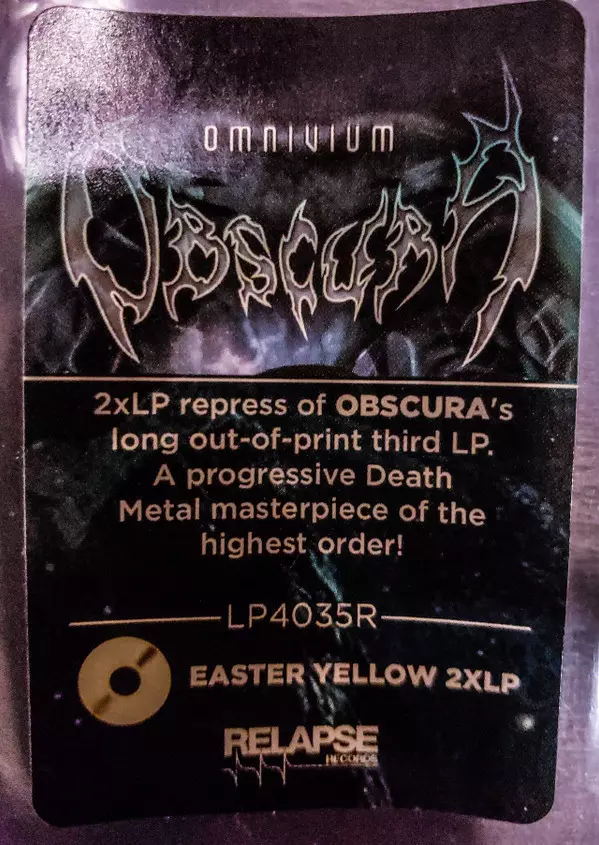 OMNIVIUM
OBSCURA
2xLP repress of OBSCURA's
long out-of-print third LP.
A progressive Death
Metal masterpiece of the
highest order!
LP4035R
EASTER YELLOW 2XLP
RELAPSE
RECORDS